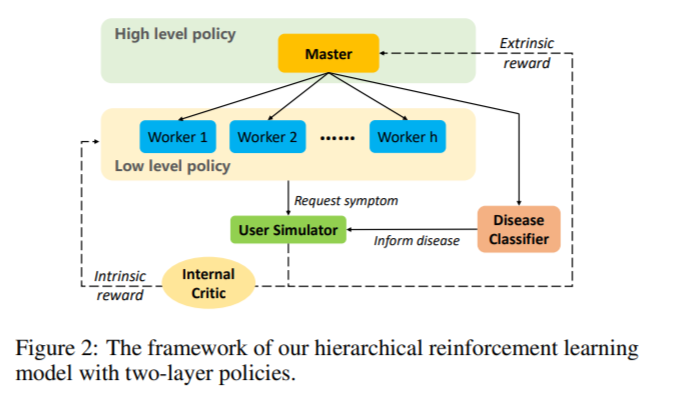 High level policy
Master
Extrinsic
reward
Worker 1
Worker 2
......
Worker h
Low level policy
Request symptom
User Simulator
Inform disease
Disease
Classifier
Intrinsic
reward
Internal
Critic
Figure 2: The framework of our hierarchical reinforcement learning
model with two-layer policies.